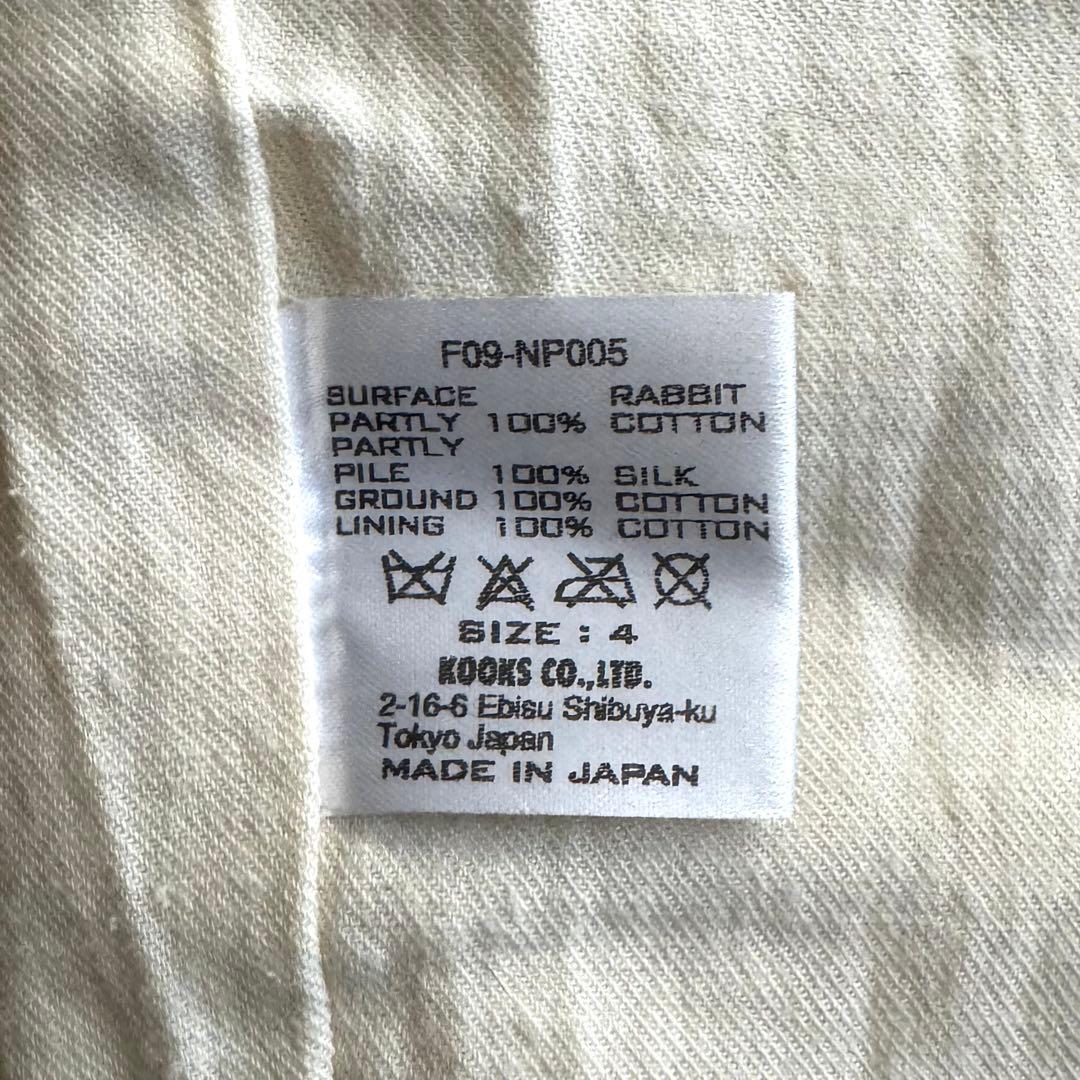 F09-NP005
SURFACE RABBIT
PARTLY 100% COTTON
PARTLY
PILE 100% SILK
GROUND 100% COTTON
LINING 100% COTTON
SIZE : 4
KOOKS CO.,LTD.
2-16-6 Ebisu Shibuya-ku
Tokyo Japan
MADE IN JAPAN